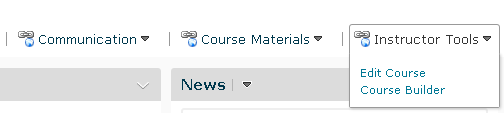 Communication Course Materials Instructor Tools
Edit Course
Course Builder
News